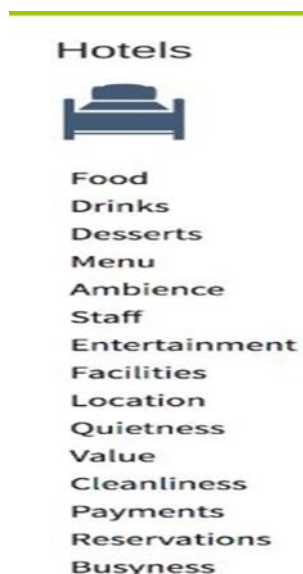 Hotels
Food
Drinks
Desserts
Menu
Ambience
Staff
Entertainment
Facilities
Location
Quietness
Value
Cleanliness
Payments
Reservations
Busyness